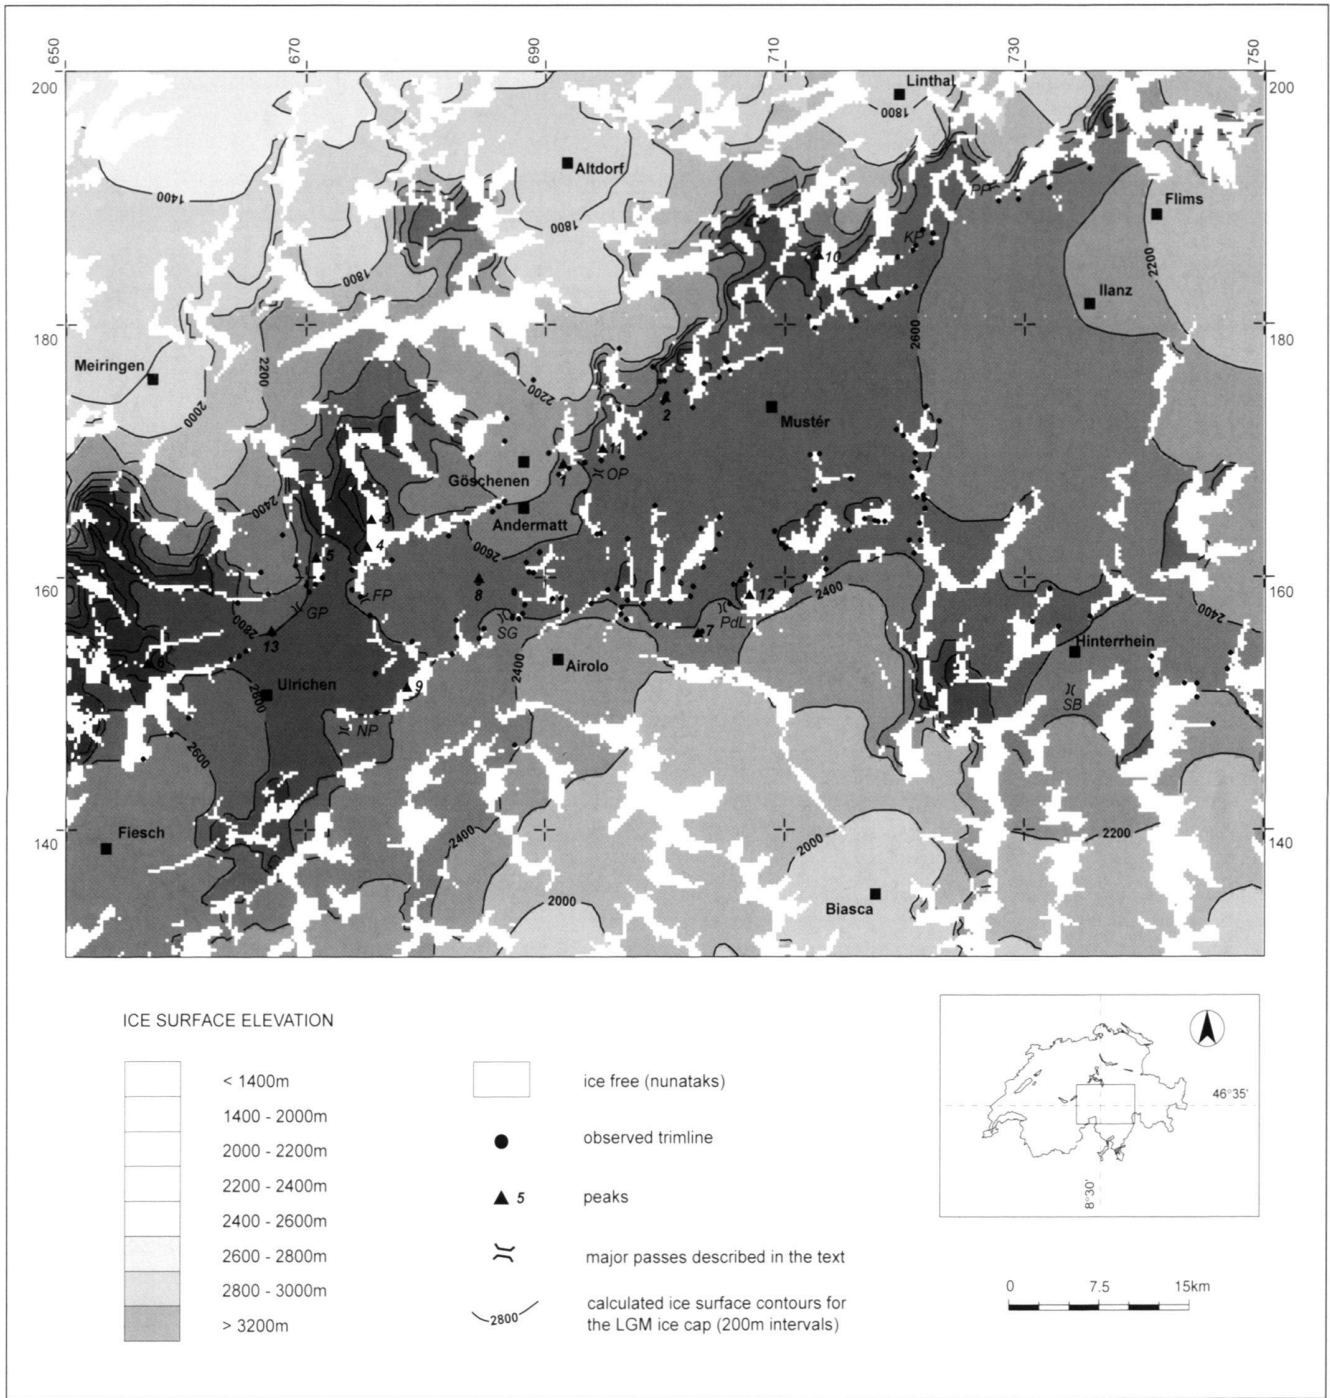 650
670
690
710
730
750
200
200
Linthal
1800
Altdorf
1400
PP
Flims
1800
KP
10
1800
2200
Ilanz
180
180
2600
Meiringen
2200
2000
2200
2
Mustér
11
Göschenen
1
OP
2400
3
Andermatt
4
2600
5
160
FP
8
12
2400
160
GP
2800
SG
PdL
7
2400
Hinterrhein
13
6
2400
Airolo
Ulrichen
9
2800
SB
NP
2600
Fiesch
2400
2000
2200
140
140
2000
Biasca
ICE SURFACE ELEVATION
< 1400m
1400 - 2000m
2000 - 2200m
2200 - 2400m
2400 - 2600m
2600 - 2800m
2800 - 3000m
> 3200m
ice free (nunataks)
observed trimline
5 peaks
major passes described in the text
2800
calculated ice surface contours for
the LGM ice cap (200m intervals)
46°35'
8°30'
0 7.5 15km